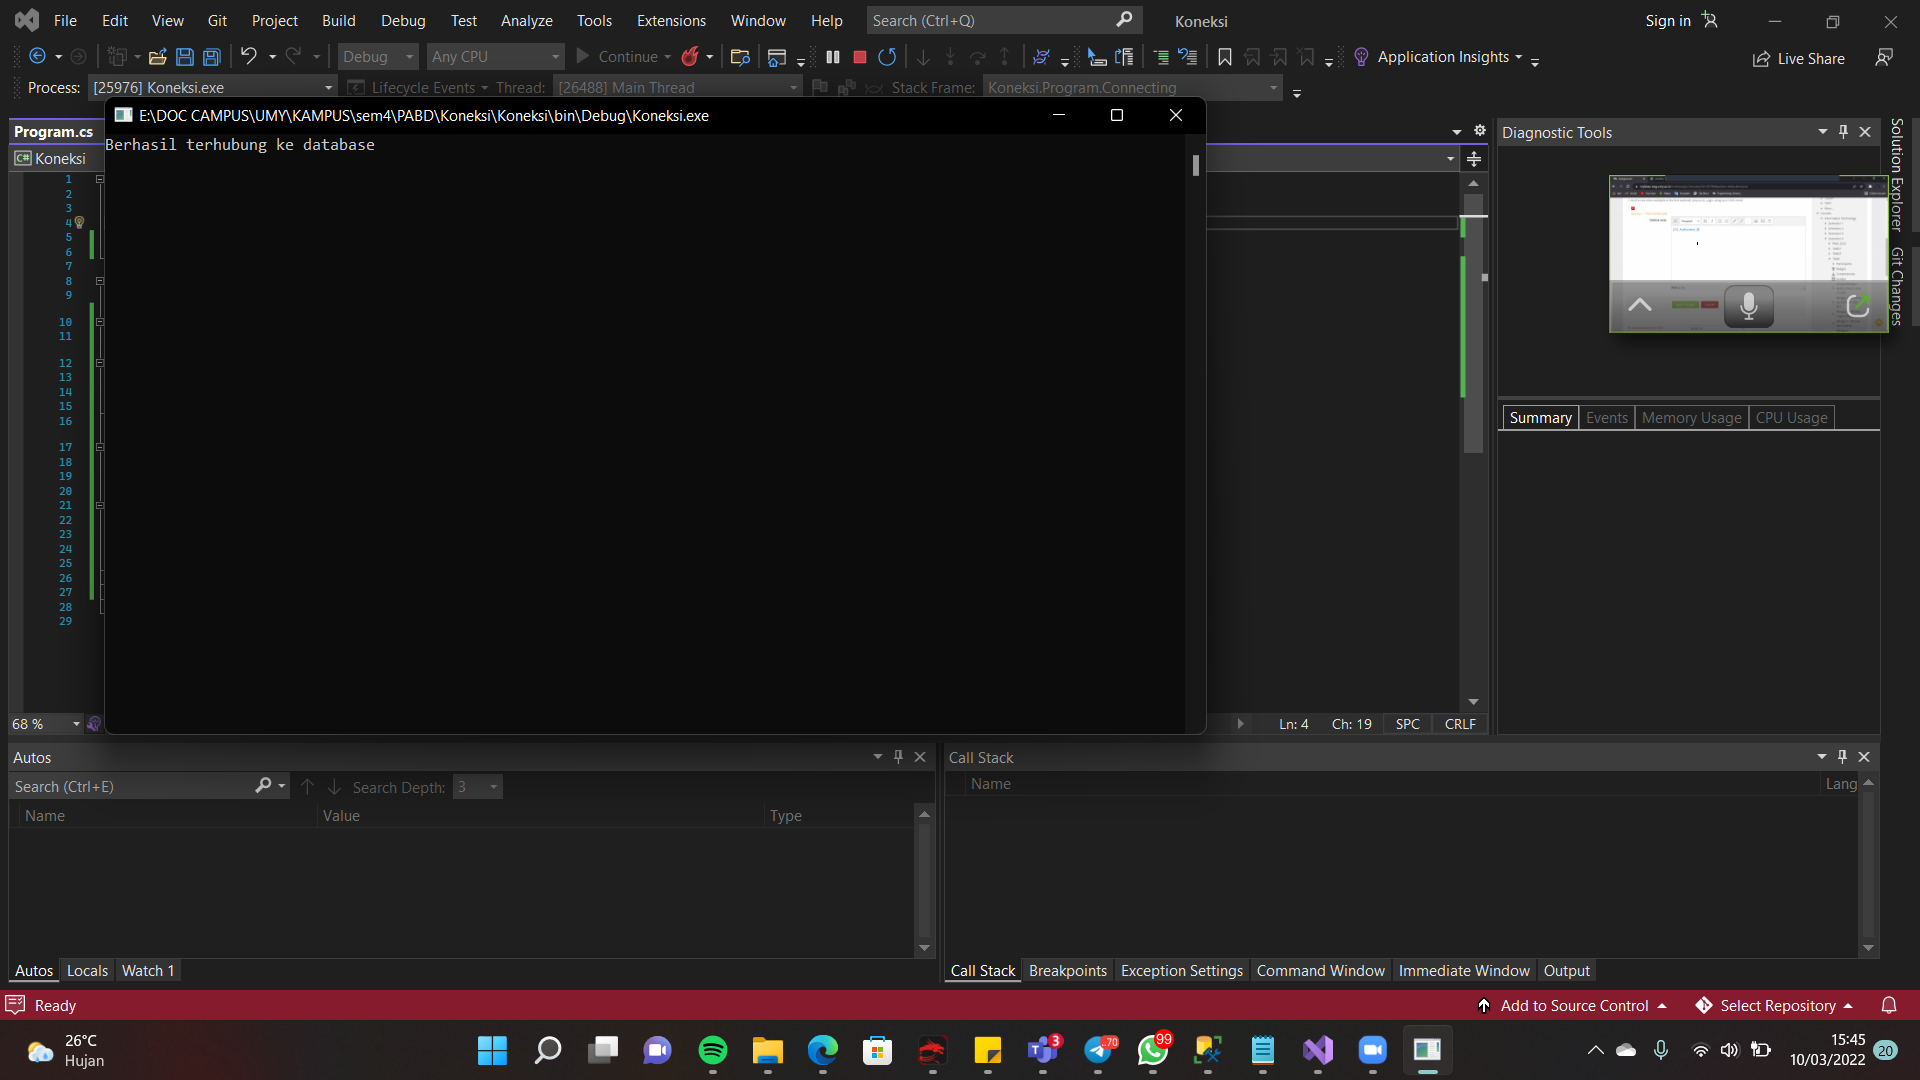 File Edit View Git Project Build Debug Test Analyze Tools Extensions Window Help Search (Ctrl+Q) Koneksi Sign in
Debug Any CPU Continue Application Insights Live Share
Process: [25976] Koneksi.exe Lifecycle Events Thread: [26488] Main Thread Stack Frame: Koneksi.Program.Connecting
E:\DOC CAMPUS\UMY\KAMPUS\sem4\PABD\Koneksi\Koneksi\bin\Debug\Koneksi.exe
Berhasil terhubung ke database
Program.cs
Koneksi
1
2
3
4
5
6
7
8
9
10
11
12
13
14
15
16
17
18
19
20
21
22
23
24
25
26
27
28
29
68 %
Ln: 4 Ch: 19 SPC CRLF
Diagnostic Tools
Summary Events Memory Usage CPU Usage
Solution Explorer
Git Changes
Autos
Search (Ctrl+E) Search Depth: 3
Name Value Type
Autos Locals Watch 1
Call Stack
Name Lang
Call Stack Breakpoints Exception Settings Command Window Immediate Window Output
Ready Add to Source Control Select Repository
26°C
Hujan
3
70
99
15:45
10/03/2022
20